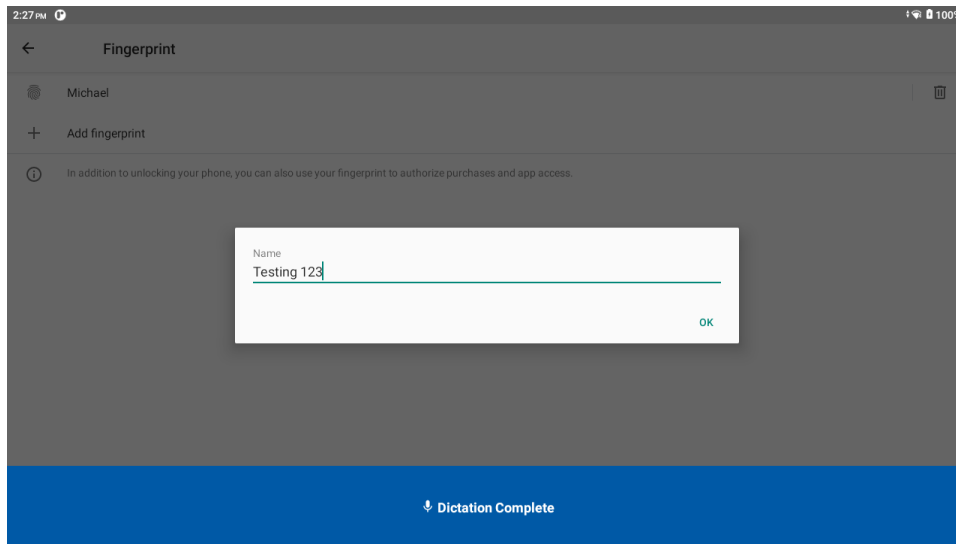 2:27 PM 100%
Fingerprint
Michael
Add fingerprint
In addition to unlocking your phone, you can also use your fingerprint to authorize purchases and app access.
Name
Testing 123
OK
Dictation Complete